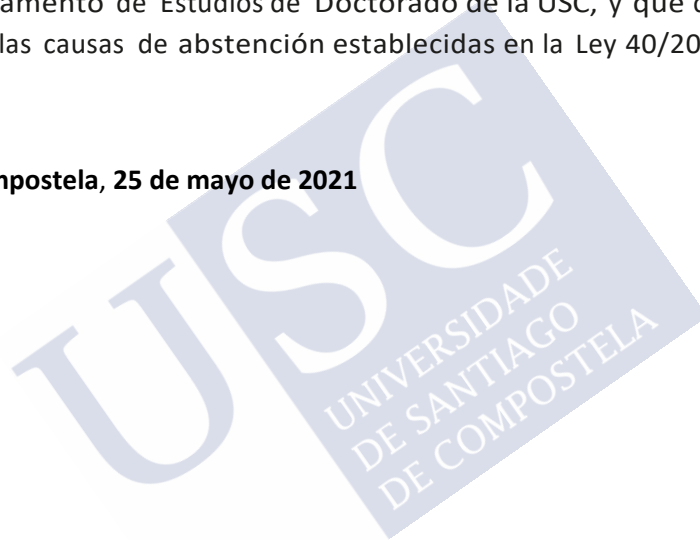 amento de Estudios de Doctorado de la USC, y que
las causas de abstención establecidas en la Ley 40/20
mpostela, 25 de mayo de 2021
USC
UNIVERSIDADE
DE SANTIAGO
DE COMPOSTELA